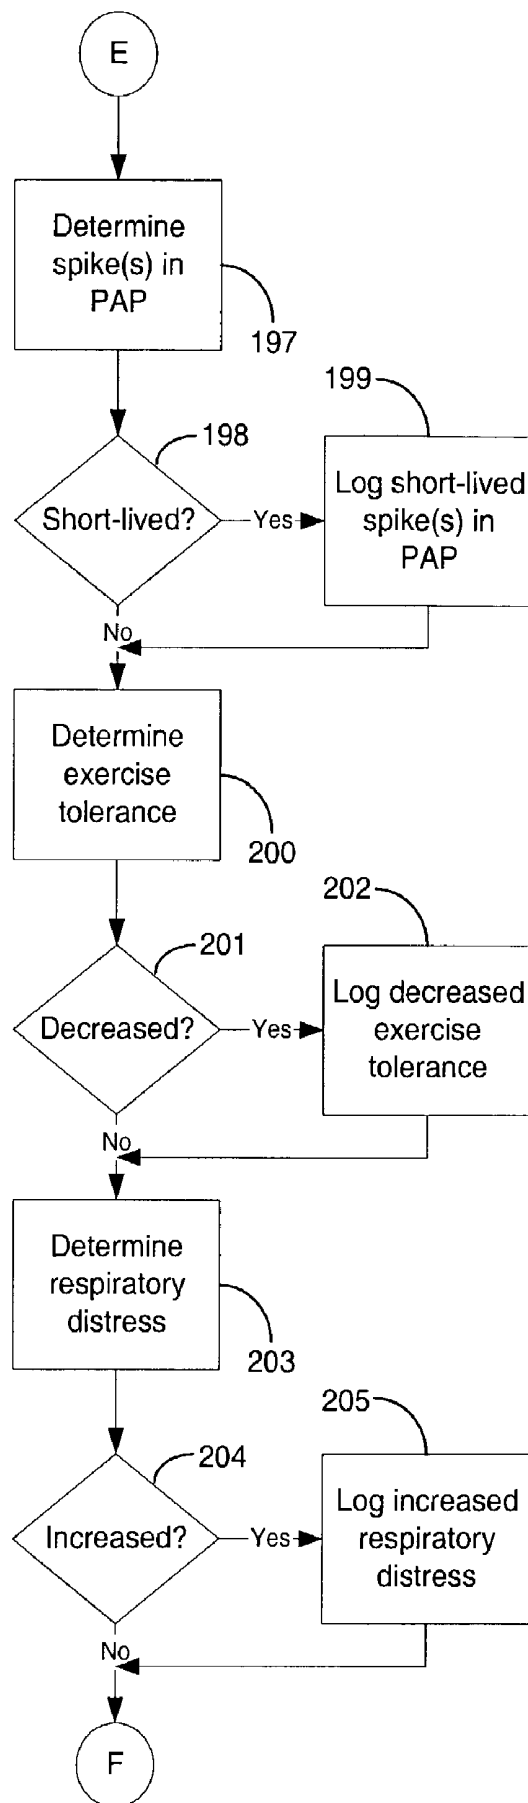 E
Determine
spike(s) in
PAP
197
198
199
Short-lived?
Yes
Log short-lived
spike(s) in
PAP
No
Determine
exercise
tolerance
200
201
202
Decreased?
Yes
Log decreased
exercise
tolerance
No
Determine
respiratory
distress
203
204
205
Increased?
Yes
Log increased
respiratory
distress
No
F